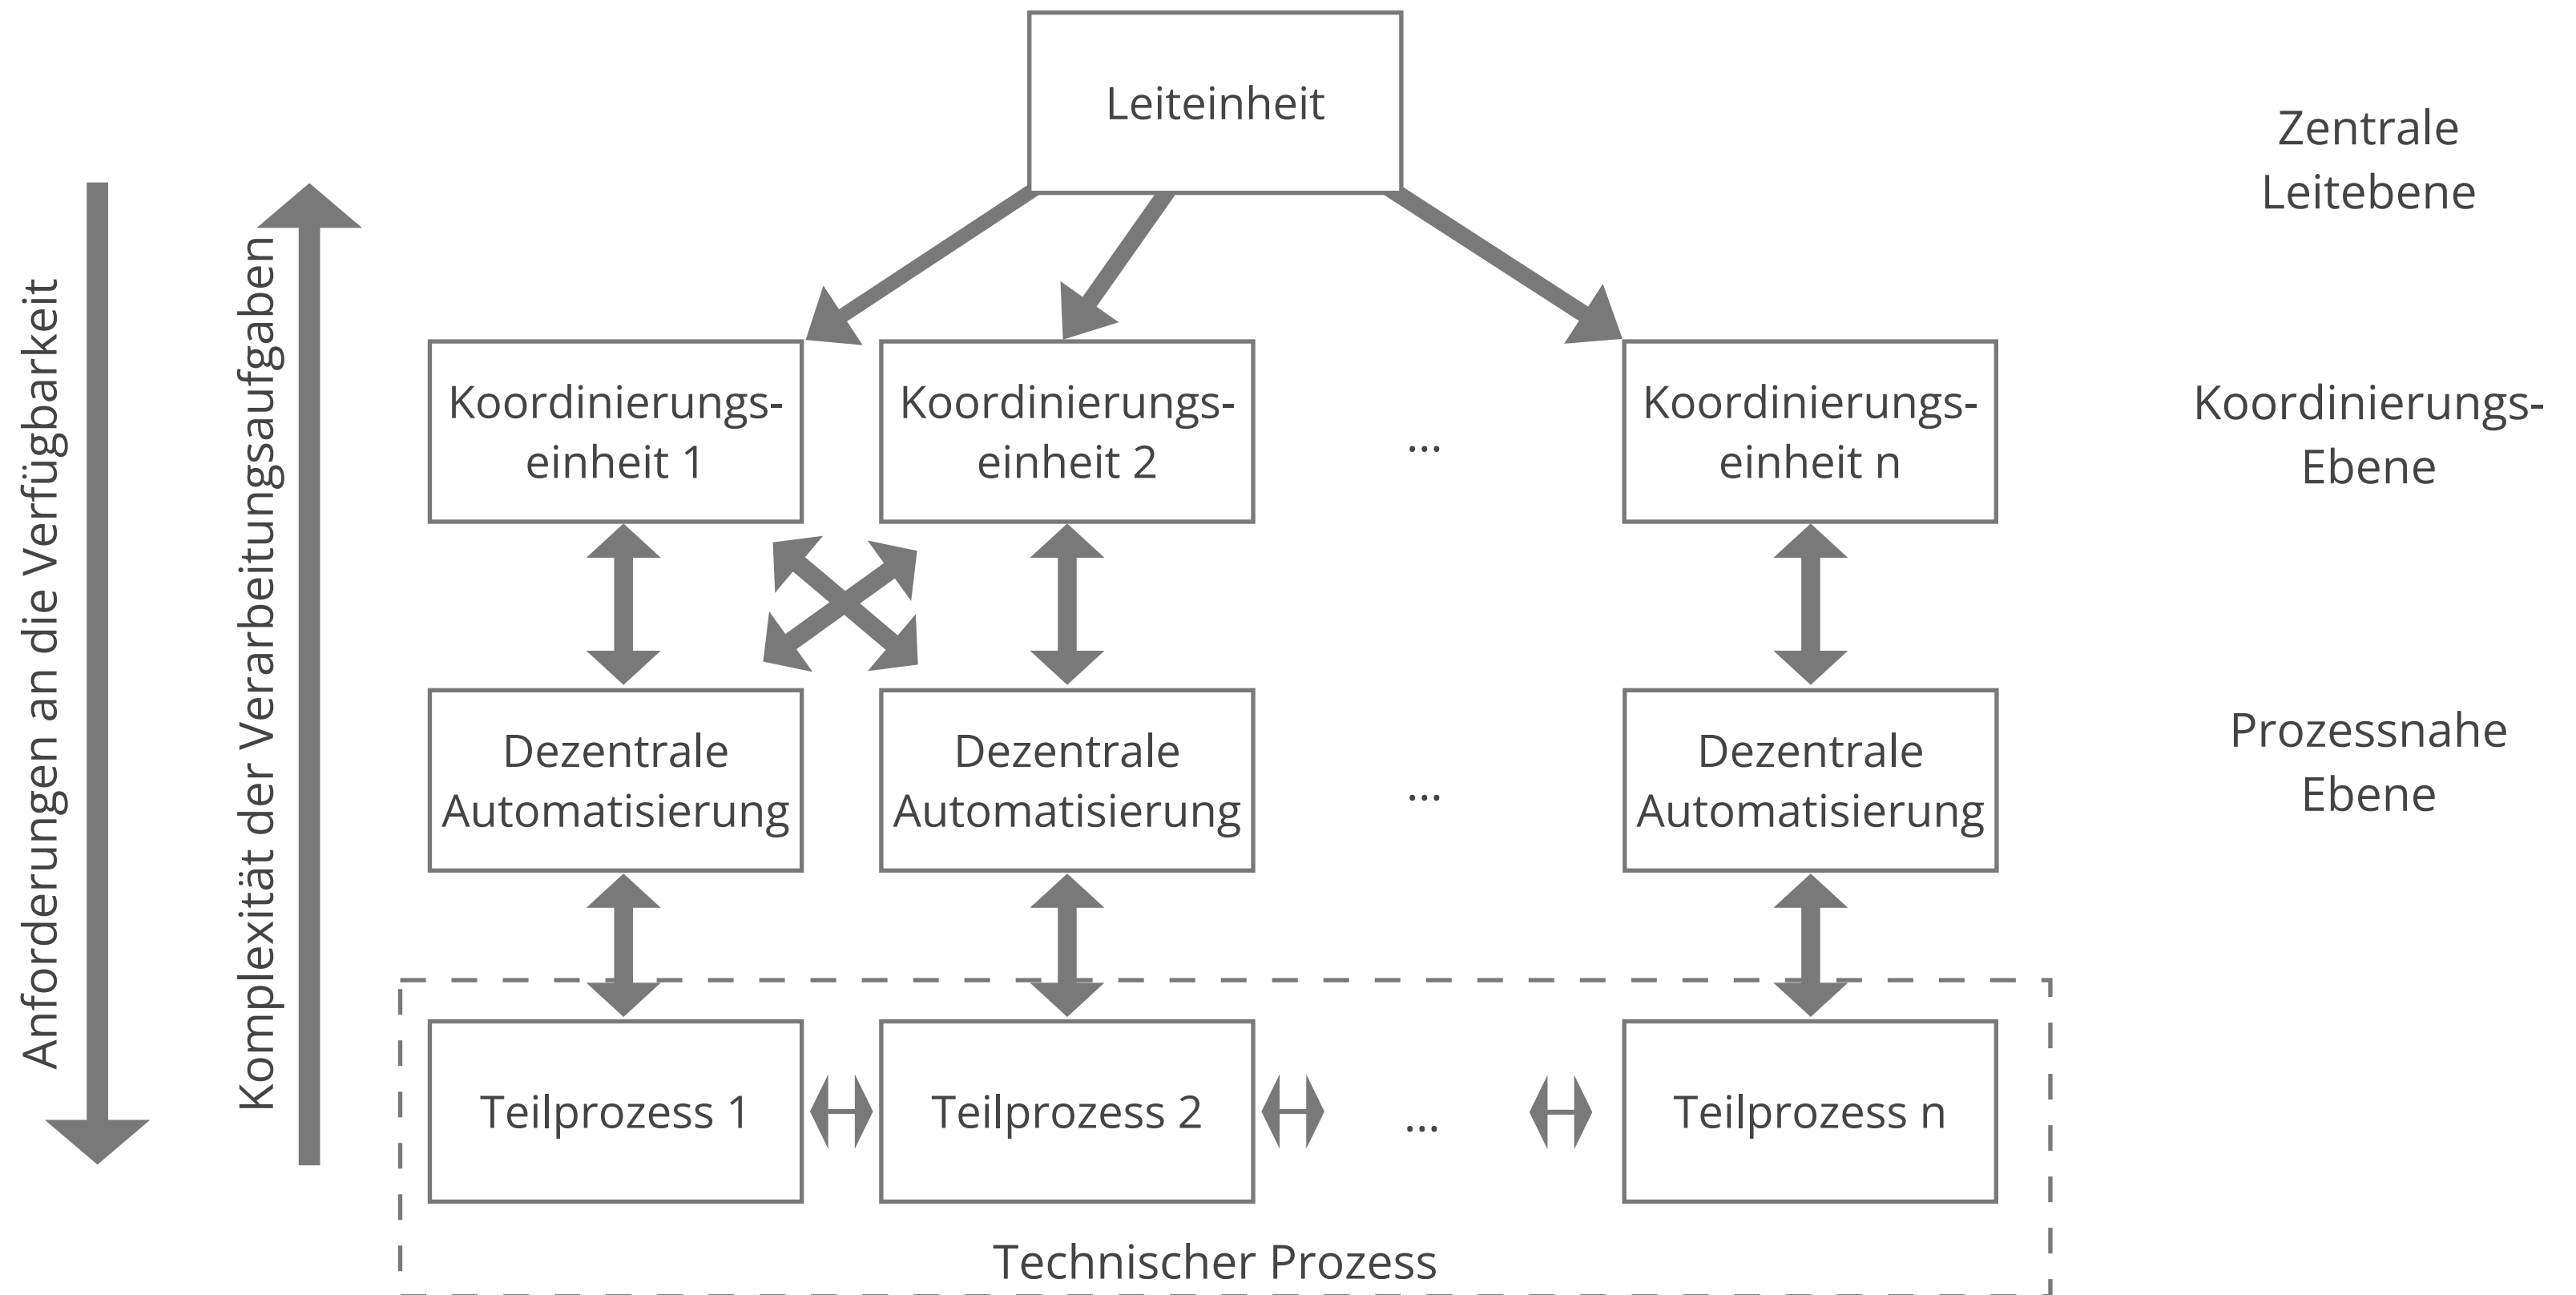 Leiteinheit
Zentrale
Leitebene
Anforderungen an die Verfügbarkeit
Komplexität der Verarbeitungsaufgaben
Koordinierungs-
einheit 1
Koordinierungs-
einheit 2
...
Koordinierungs-
einheit n
Koordinierungs-
Ebene
Dezentrale
Automatisierung
Dezentrale
Automatisierung
...
Dezentrale
Automatisierung
Prozessnahe
Ebene
Teilprozess 1
Teilprozess 2
...
Teilprozess n
Technischer Prozess